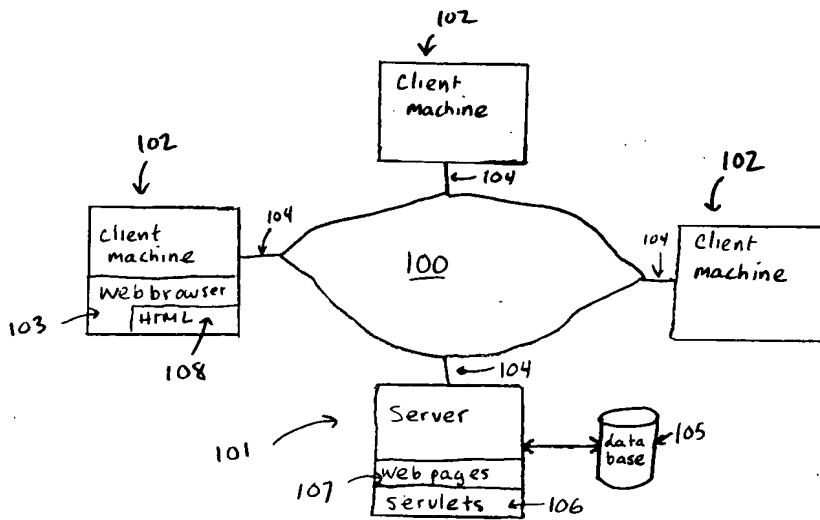 102
Client
machine
104
102
Client
machine
104
Web browser
HTML
103
108
100
102
104
Client
machine
104
Server
101
Web pages
107
Servlets
106
data
base
105